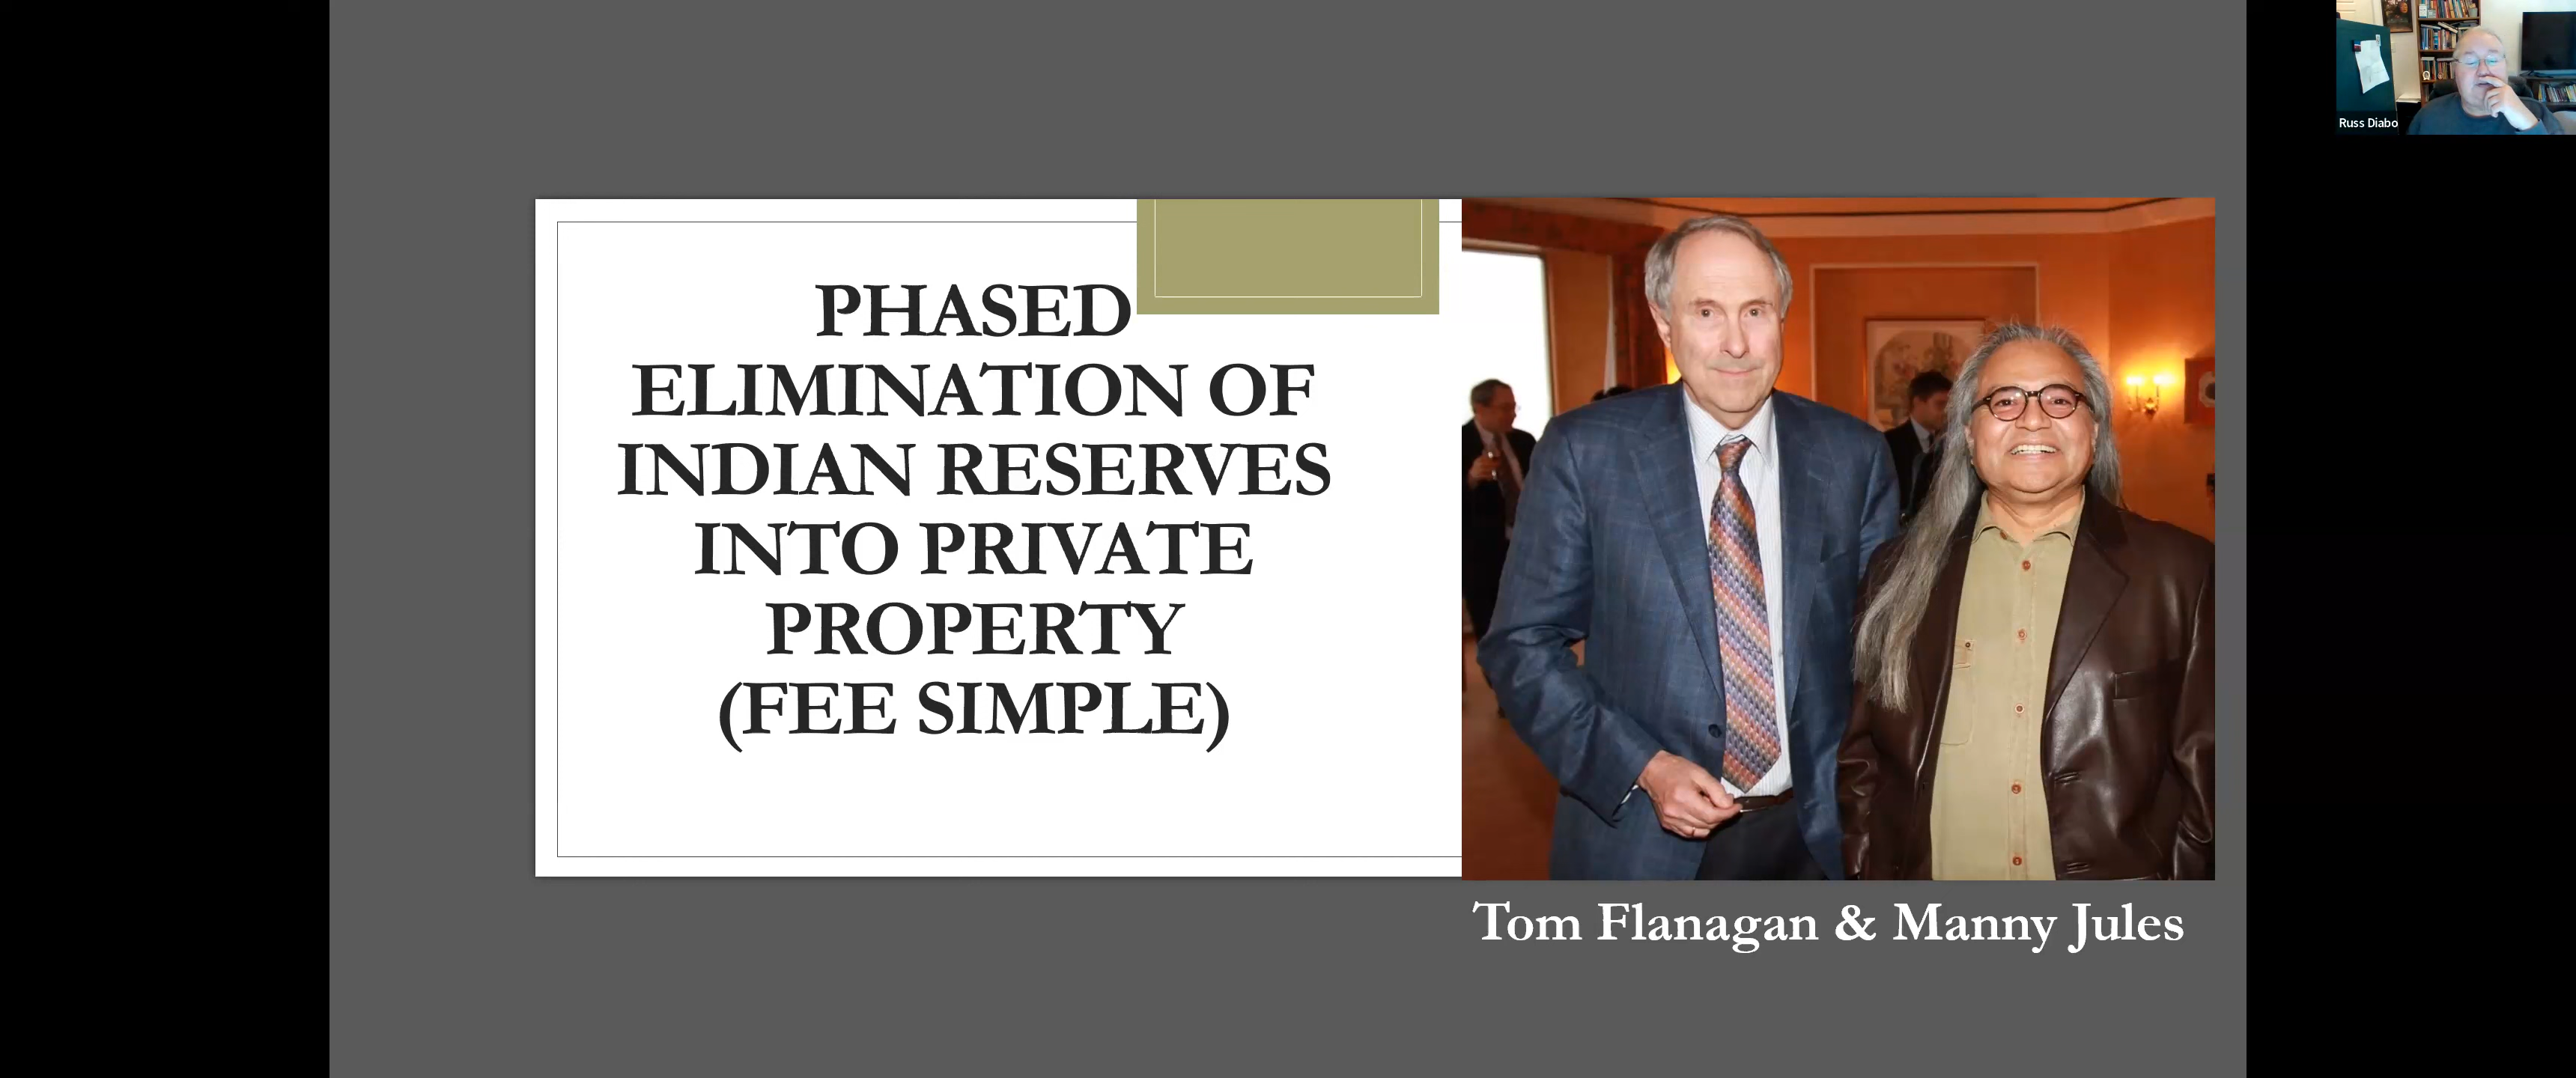 Russ Diabo
PHASED
ELIMINATION OF
INDIAN RESERVES
INTO PRIVATE
PROPERTY
(FEE SIMPLE)
Tom Flanagan & Manny Jules